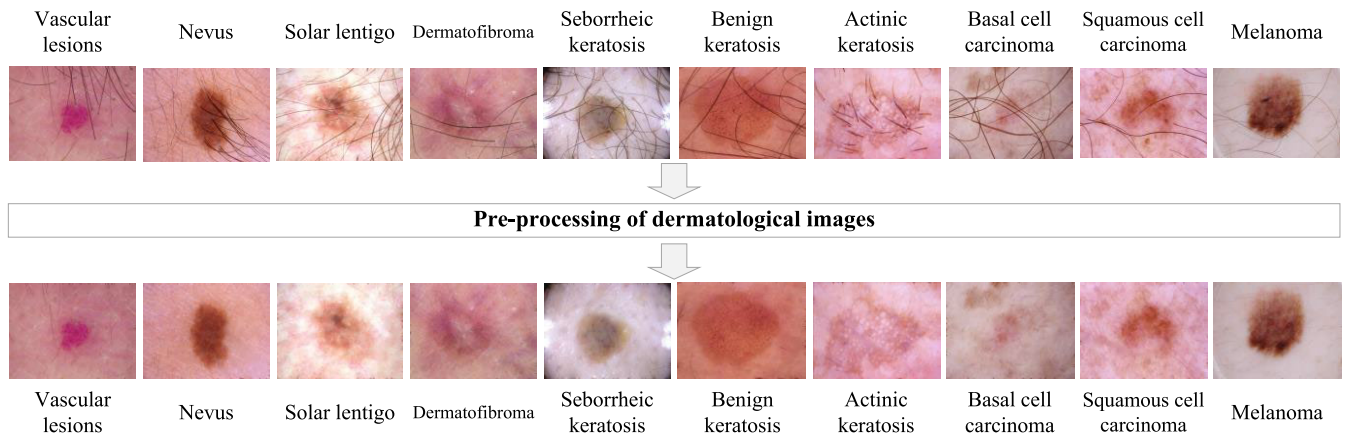 Vascular
lesions
Nevus
Solar lentigo
Dermatofibroma
Seborrheic
keratosis
Benign
keratosis
Actinic
keratosis
Basal cell
carcinoma
Squamous cell
carcinoma
Melanoma
Pre-processing of dermatological images
Vascular
lesions
Nevus
Solar lentigo
Dermatofibroma
Seborrheic
keratosis
Benign
keratosis
Actinic
keratosis
Basal cell
carcinoma
Squamous cell
carcinoma
Melanoma